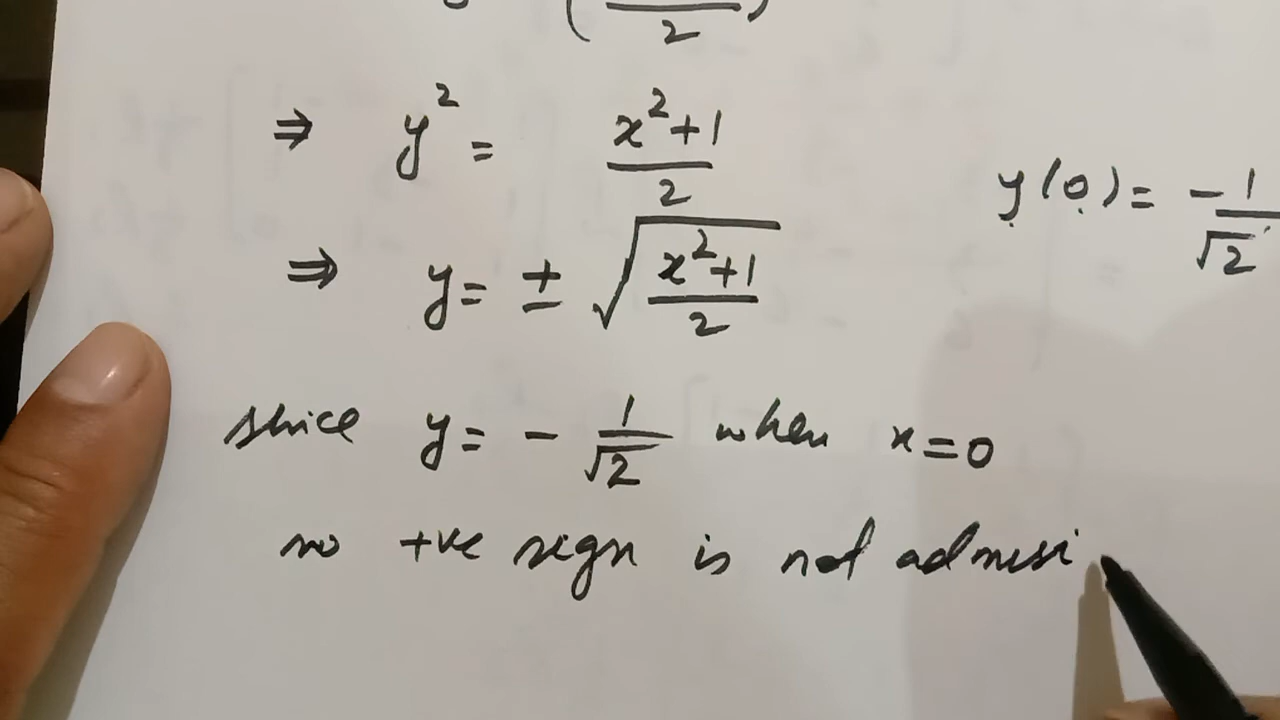 2
⇒ y² = (x²+1)/2
y(0) = -1/√2
⇒ y = ± √((x²+1)/2)
since y = - 1/√2 when x=0
so +ve sign is not admissi